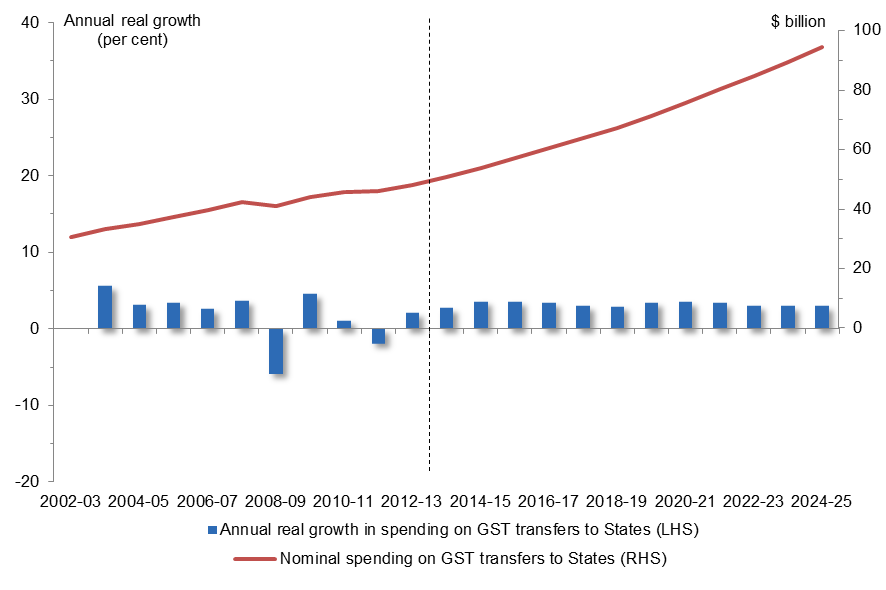 Annual real growth
(per cent)
$ billion
40
30
20
10
0
-10
-20
100
80
60
40
20
0
2002-03 2004-05 2006-07 2008-09 2010-11 2012-13 2014-15 2016-17 2018-19 2020-21 2022-23 2024-25
Annual real growth in spending on GST transfers to States (LHS)
Nominal spending on GST transfers to States (RHS)